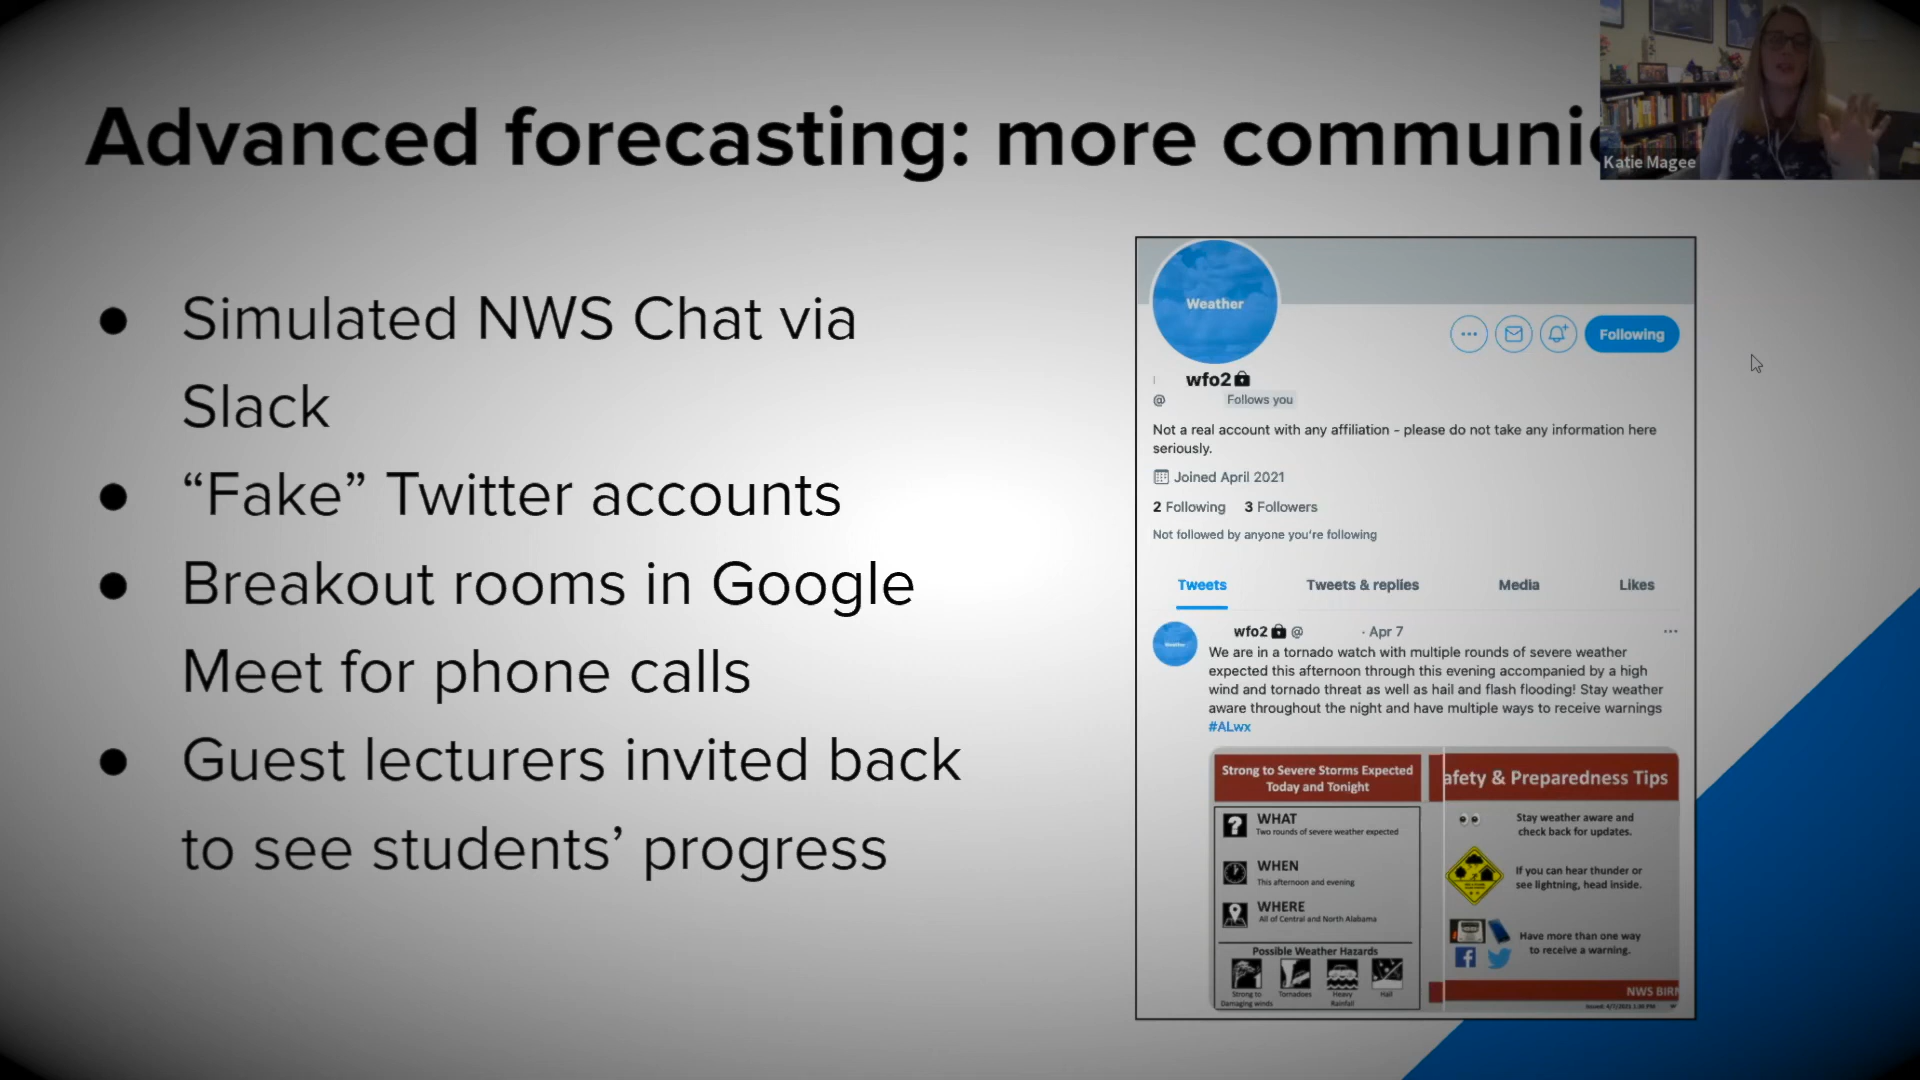 Advanced forecasting: more communi
Katie Magee
● Simulated NWS Chat via
Slack
● “Fake” Twitter accounts
● Breakout rooms in Google
Meet for phone calls
● Guest lecturers invited back
to see students’ progress
Weather
Following
wfo2
@ Follows you
Not a real account with any affiliation - please do not take any information here
seriously.
Joined April 2021
2 Following 3 Followers
Not followed by anyone you’re following
Tweets Tweets & replies Media Likes
wfo2 @ · Apr 7
We are in a tornado watch with multiple rounds of severe weather
expected this afternoon through this evening accompanied by a high
wind and tornado threat as well as hail and flash flooding! Stay weather
aware throughout the night and have multiple ways to receive warnings
#ALwx
Strong to Severe Storms Expected
Today and Tonight
WHAT
Two rounds of severe weather expected
WHEN
This afternoon and evening
WHERE
All of Central and North Alabama
Possible Weather Hazards
Strong to
Damaging winds
Tornadoes
Heavy
Rainfall
Hail
afety & Preparedness Tips
Stay weather aware and
check back for updates.
If you can hear thunder or
see lightning, head inside.
Have more than one way
to receive a warning.
NWS BIR